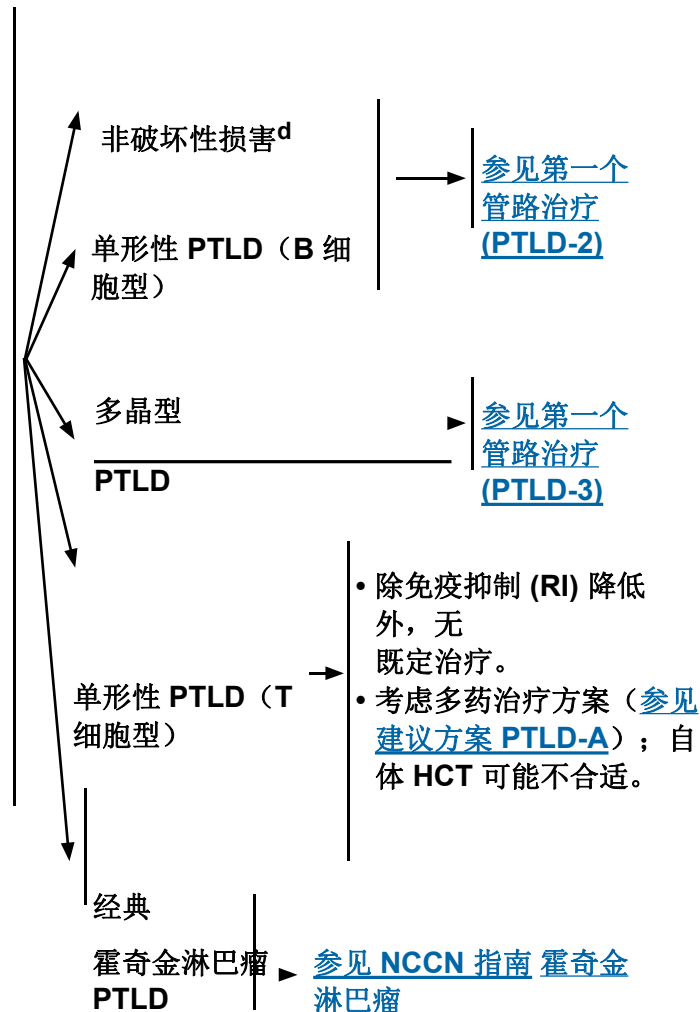 非破坏性损害d
参见第一个
管路治疗
(PTLD-2)
单形性 PTLD（B 细
胞型）
多晶型
PTLD
参见第一个
管路治疗
(PTLD-3)
单形性 PTLD（T
细胞型）
• 除免疫抑制 (RI) 降低
外，无
既定治疗。
• 考虑多药治疗方案（参见
建议方案 PTLD-A）；自
体 HCT 可能不合适。
经典
霍奇金淋巴瘤
PTLD
参见 NCCN 指南 霍奇金
淋巴瘤